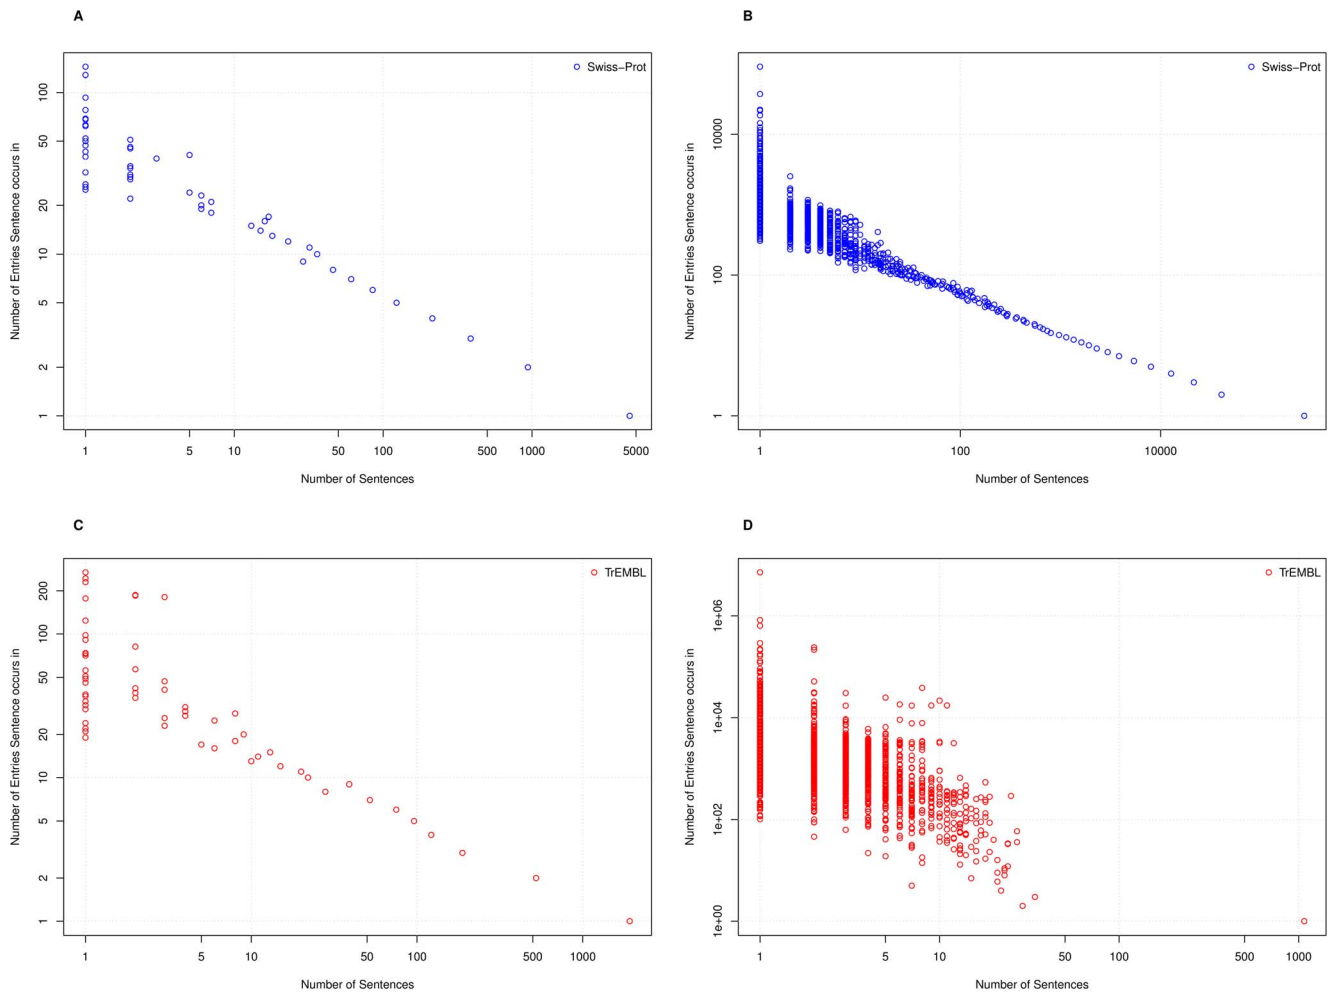 A
Swiss−Prot
Number of Entries Sentence occurs in
100
50
20
10
5
2
1
1 5 10 50 100 500 1000 5000
Number of Sentences
B
Swiss−Prot
Number of Entries Sentence occurs in
10000
100
1
1 100 10000
Number of Sentences
C
TrEMBL
Number of Entries Sentence occurs in
200
100
50
20
10
5
2
1
1 5 10 50 100 500 1000
Number of Sentences
D
TrEMBL
Number of Entries Sentence occurs in
1e+06
1e+04
1e+02
1e+00
1 5 10 50 100 500 1000
Number of Sentences